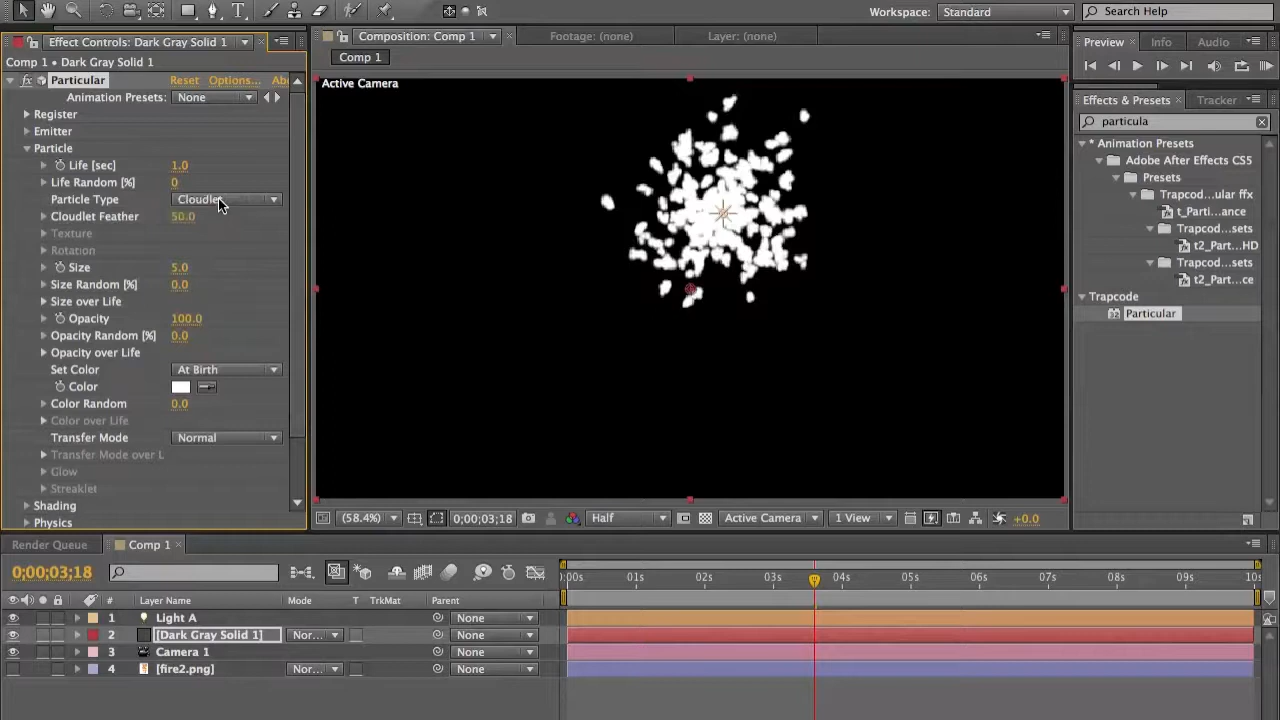 Workspace: Standard Search Help
Effect Controls: Dark Gray Solid 1
Composition: Comp 1
Footage: (none)
Layer: (none)
Preview
Info
Audio
Comp 1 • Dark Gray Solid 1
Comp 1
fx Particular Reset Options... Ab
Active Camera
Animation Presets: None
Effects & Presets
Tracker
Register
particula
Emitter
Particle
* Animation Presets
Life [sec] 1.0
Adobe After Effects CS5
Life Random [%] 0
Presets
Particle Type Cloudlet
Trapcod...ular ffx
Cloudlet Feather 50.0
t_Parti...ance
Texture
Trapcod...sets
Rotation
t2_Part...HD
Size 5.0
Trapcod...sets
Size Random [%] 0.0
t2_Part...ce
Size over Life
Trapcode
Opacity 100.0
32 Particular
Opacity Random [%] 0.0
Opacity over Life
Set Color At Birth
Color
Color Random 0.0
Color over Life
Transfer Mode Normal
Transfer Mode over L
Glow
Streaklet
Shading
Physics
(58.4%) 0;00;03;18 Half Active Camera 1 View +0.0
Render Queue
Comp 1
0;00;03;18
:00s 01s 02s 03s 04s 05s 06s 07s 08s 09s 10s
# Layer Name Mode T TrkMat Parent
1 Light A None
2 [Dark Gray Solid 1] Nor... None
3 Camera 1 None
4 [fire2.png] Nor... None